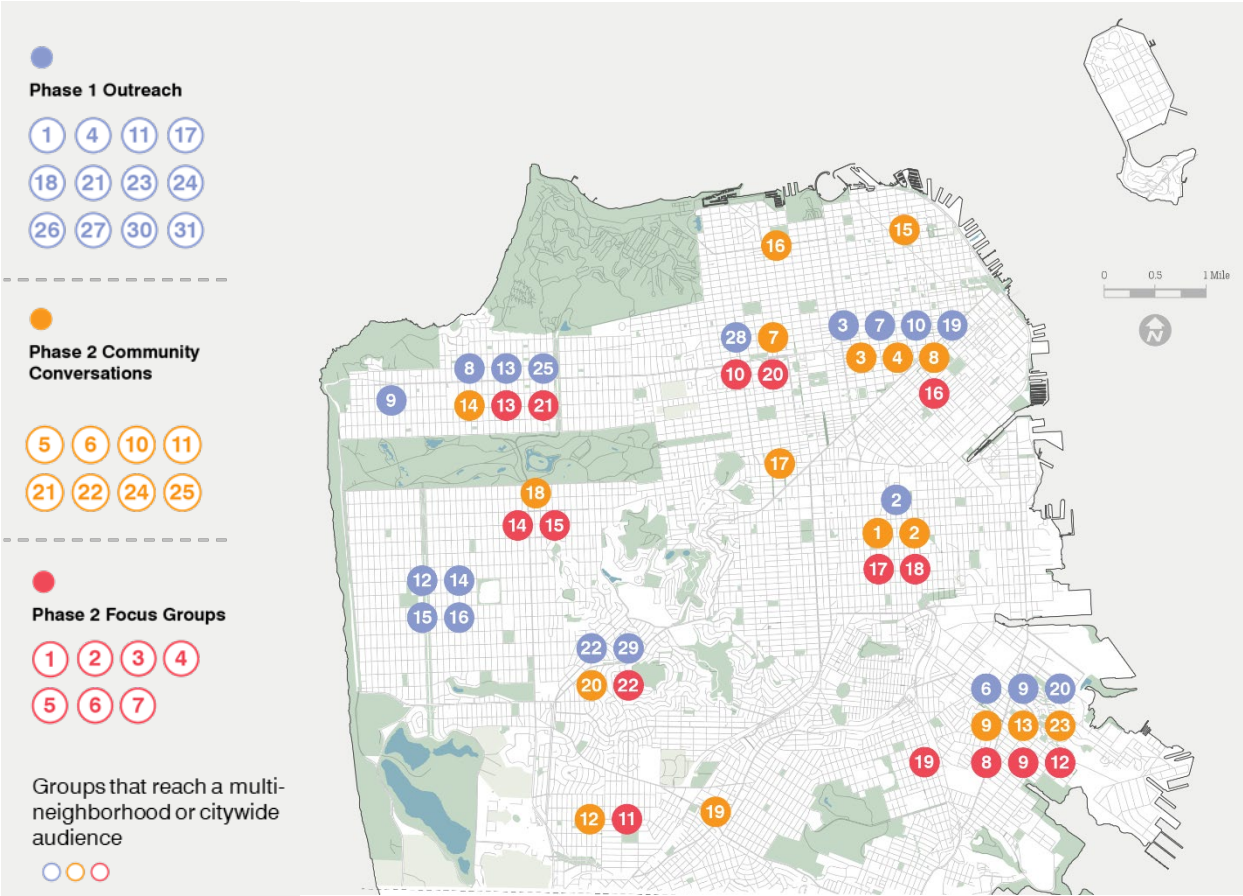 Phase 1 Outreach
1 4 11 17
18 21 23 24
26 27 30 31
Phase 2 Community
Conversations
5 6 10 11
21 22 24 25
Phase 2 Focus Groups
1 2 3 4
5 6 7
Groups that reach a multi-
neighborhood or citywide
audience
0 0.5 1 Mile
N
15
16
3 7 10 19
28 7
3 4 8
8 13 25
10 20
16
9
14 13 21
17
18
2
14 15
1 2
17 18
12 14
15 16
22 29
20 22
6 9 20
9 13 23
19
8 9 12
19
12 11